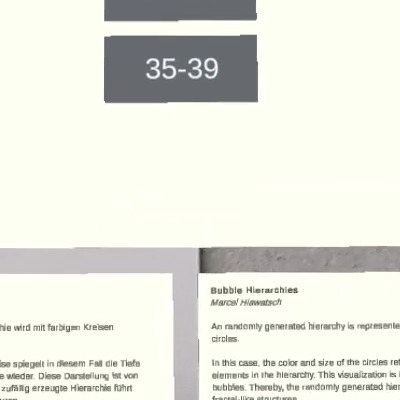 35-39
hie wird mit farbigen Kreisen
ise spiegelt in diesem Fall die Tiefe
e wieder. Diese Darstellung ist von
zufällig erzeugte Hierarchie führt
Bubble Hierarchies
Marcel Hlawatsch
An randomly generated hierarchy is represente
circles.
In this case, the color and size of the circles ref
elements in the hierarchy. This visualization is i
bubbles. Thereby, the randomly generated hier
fractal-like structures.